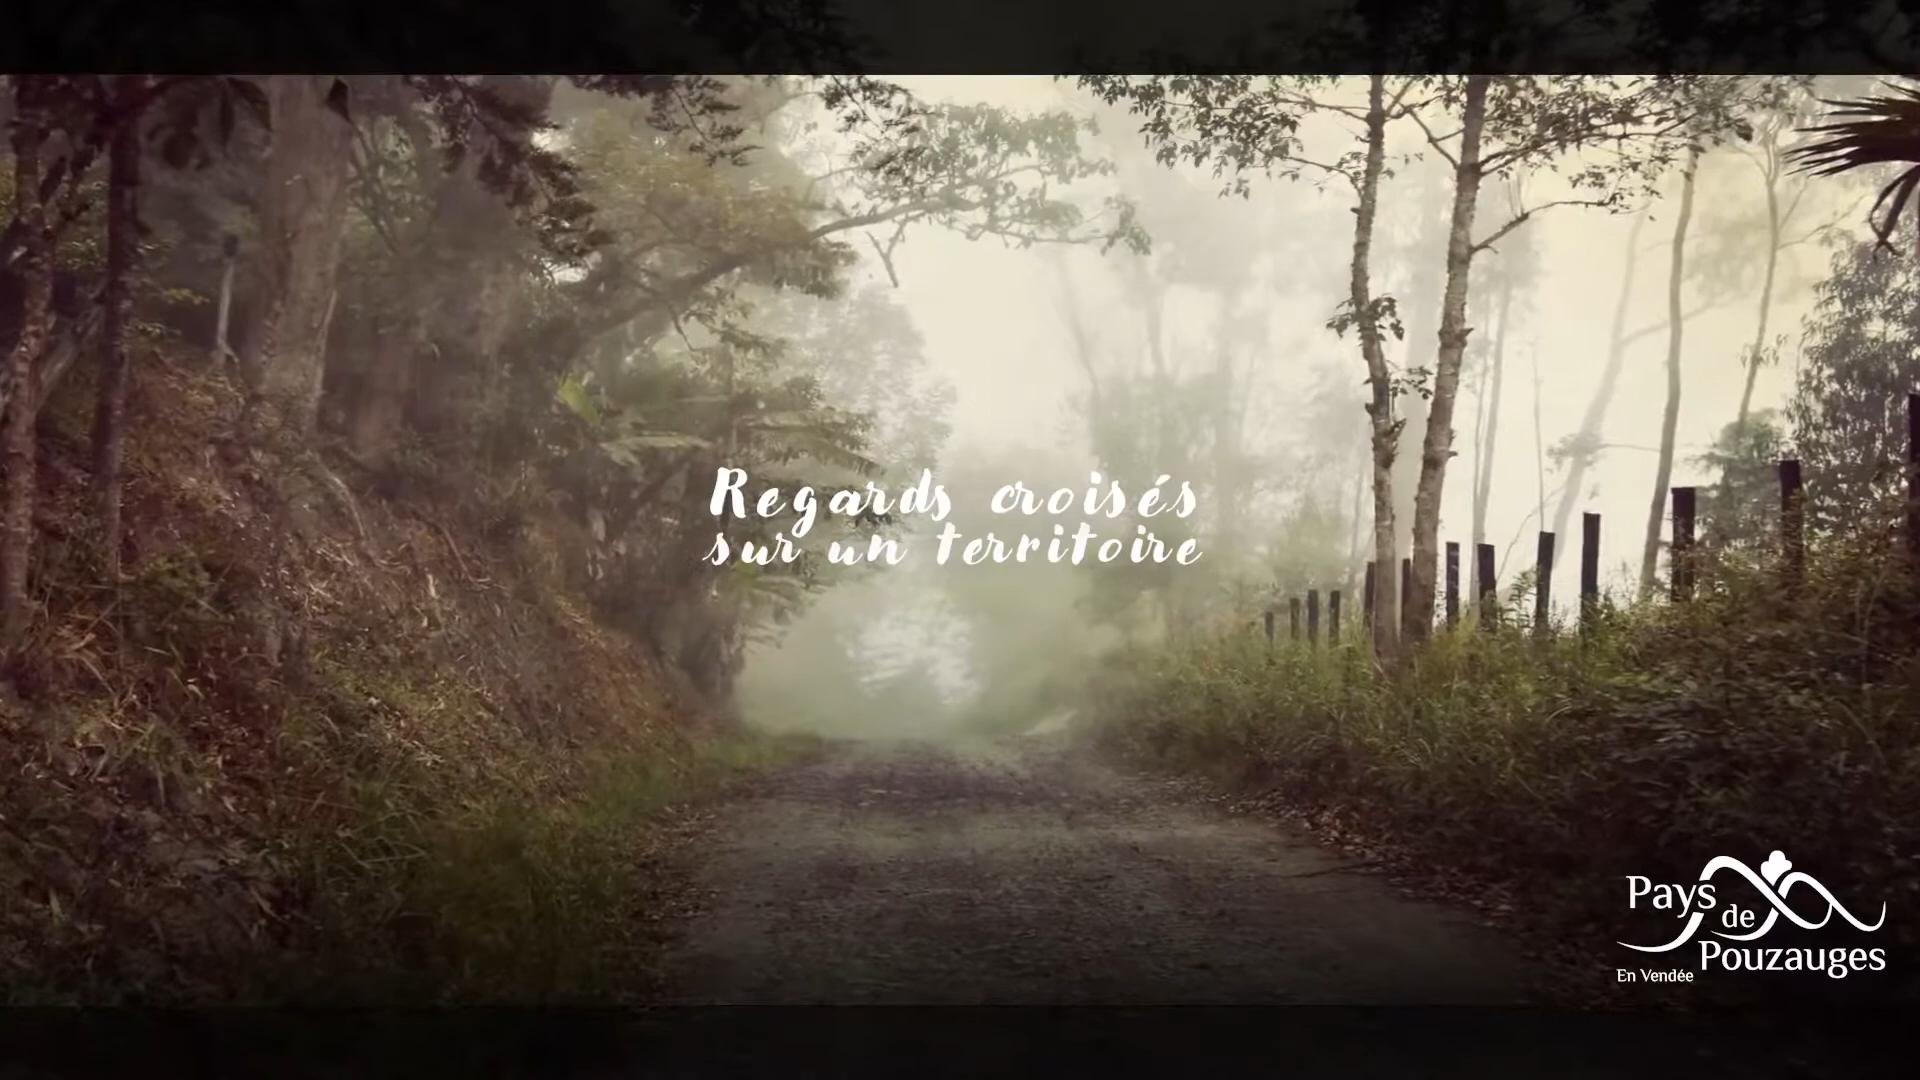 Regards croisés
sur un territoire
Pays
de
Pouzauges
En Vendée